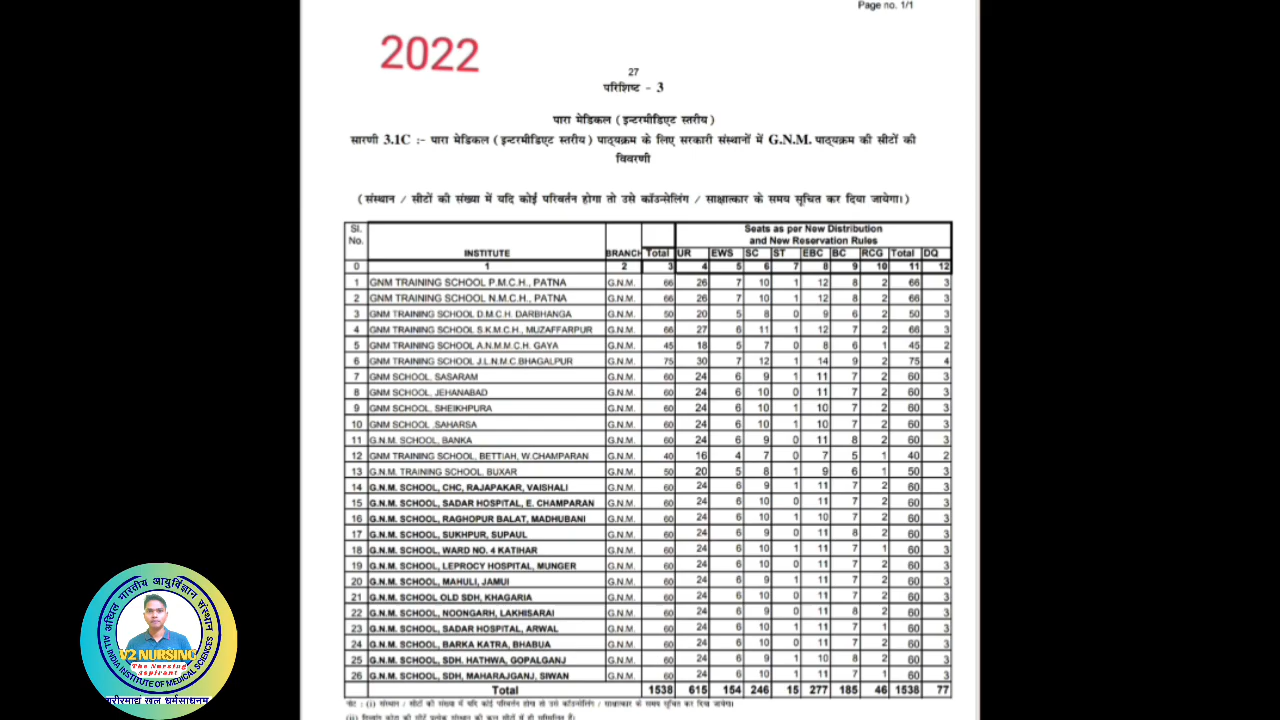 Page no. 1/1
2022
27
परिशिष्ट - 3
पारा मेडिकल ( इन्टरमीडिएट स्तरीय )
सारणी 3.1C :- पारा मेडिकल ( इन्टरमीडिएट स्तरीय ) पाठ्यक्रम के लिए सरकारी संस्थानों में G.N.M. पाठ्यक्रम की सीटों की
विवरणी
( संस्थान / सीटों की संख्या में यदि कोई परिवर्तन होगा तो उसे कॉउन्सेलिंग / साक्षात्कार के समय सूचित कर दिया जायेगा। )
Sl. No. INSTITUTE BRANCH Total Seats as per New Distribution and New Reservation Rules
UR EWS SC ST EBC BC RCG Total DQ
0 1 2 3 4 5 6 7 8 9 10 11 12
1 GNM TRAINING SCHOOL P.M.C.H., PATNA G.N.M. 66 26 7 10 1 12 8 2 66 3
2 GNM TRAINING SCHOOL N.M.C.H., PATNA G.N.M. 66 26 7 10 1 12 8 2 66 3
3 GNM TRAINING SCHOOL D.M.C.H. DARBHANGA G.N.M. 50 20 5 8 0 9 6 2 50 3
4 GNM TRAINING SCHOOL S.K.M.C.H., MUZAFFARPUR G.N.M. 66 27 6 11 1 12 7 2 66 3
5 GNM TRAINING SCHOOL A.N.M.M.C.H. GAYA G.N.M. 45 18 5 7 0 8 6 1 45 2
6 GNM TRAINING SCHOOL J.L.N.M.C.BHAGALPUR G.N.M. 75 30 7 12 1 14 9 2 75 4
7 GNM SCHOOL, SASARAM G.N.M. 60 24 6 9 1 11 7 2 60 3
8 GNM SCHOOL, JEHANABAD G.N.M. 60 24 6 10 0 11 7 2 60 3
9 GNM SCHOOL, SHEIKHPURA G.N.M. 60 24 6 10 1 10 7 2 60 3
10 GNM SCHOOL ,SAHARSA G.N.M. 60 24 6 10 1 10 7 2 60 3
11 G.N.M. SCHOOL, BANKA G.N.M. 60 24 6 9 0 11 8 2 60 3
12 GNM TRAINING SCHOOL, BETTIAH, W.CHAMPARAN G.N.M. 40 16 4 7 0 7 5 1 40 2
13 G.N.M. TRAINING SCHOOL, BUXAR G.N.M. 50 20 5 8 1 9 6 1 50 3
14 G.N.M. SCHOOL, CHC, RAJAPAKAR, VAISHALI G.N.M. 60 24 6 9 1 11 7 2 60 3
15 G.N.M. SCHOOL, SADAR HOSPITAL, E. CHAMPARAN G.N.M. 60 24 6 10 0 11 7 2 60 3
16 G.N.M. SCHOOL, RAGHOPUR BALAT, MADHUBANI G.N.M. 60 24 6 10 1 10 7 2 60 3
17 G.N.M. SCHOOL, SUKHPUR, SUPAUL G.N.M. 60 24 6 9 0 11 8 2 60 3
18 G.N.M. SCHOOL, WARD NO. 4 KATIHAR G.N.M. 60 24 6 10 1 11 7 1 60 3
19 G.N.M. SCHOOL, LEPROCY HOSPITAL, MUNGER G.N.M. 60 24 6 10 0 11 7 2 60 3
20 G.N.M. SCHOOL, MAHULI, JAMUI G.N.M. 60 24 6 9 1 11 7 2 60 3
21 G.N.M. SCHOOL OLD SDH, KHAGARIA G.N.M. 60 24 6 10 0 11 7 2 60 3
22 G.N.M. SCHOOL, NOONGARH, LAKHISARAI G.N.M. 60 24 6 9 0 11 8 2 60 3
23 G.N.M. SCHOOL, SADAR HOSPITAL, ARWAL G.N.M. 60 24 6 10 1 11 7 1 60 3
24 G.N.M. SCHOOL, BARKA KATRA, BHABUA G.N.M. 60 24 6 10 0 11 7 2 60 3
25 G.N.M. SCHOOL, SDH. HATHWA, GOPALGANJ G.N.M. 60 24 6 9 1 10 8 2 60 3
26 G.N.M. SCHOOL, SDH, MAHARAJGANJ, SIWAN G.N.M. 60 24 6 10 1 11 7 1 60 3
Total 1538 615 154 246 15 277 185 46 1538 77
नोट : (i) संस्थान / सीटों की संख्या में यदि कोई परिवर्तन होगा तो उसे कॉउन्सेलिंग / साक्षात्कार के समय सूचित कर दिया जायेगा।
अखिल भारतीय आयुर्विज्ञान संस्थान
V2 NURSING
The Nursing
Aspirant
ALL INDIA INSTITUTE OF MEDICAL SCIENCES